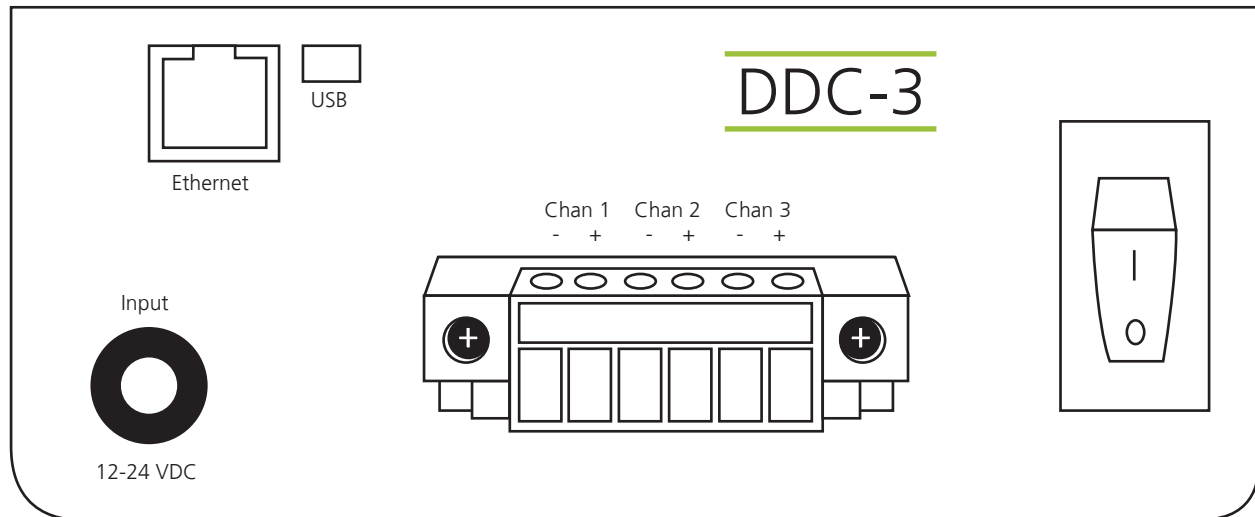 DDC-3
USB
Ethernet
Chan 1 Chan 2 Chan 3
- + - + - +
Input
12-24 VDC
I
O